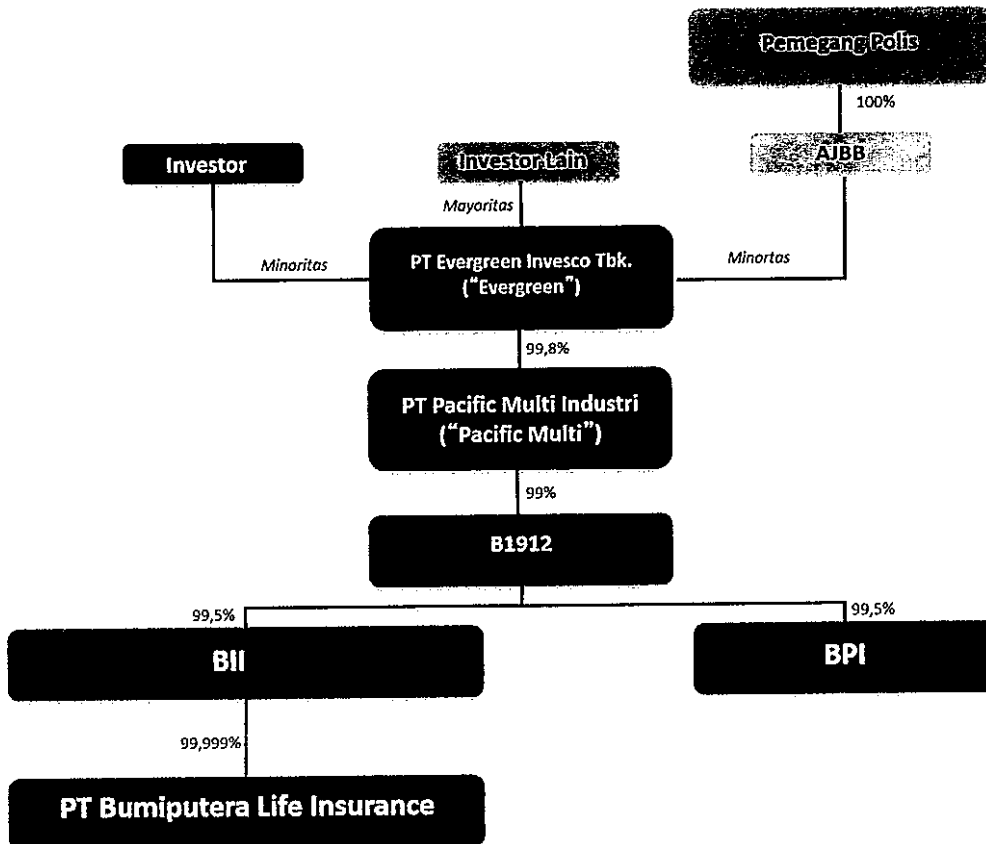 Pemegang Polis
100%
Investor
Investor Lain
AJBB
Mayoritas
Minoritas
PT Evergreen Invesco Tbk.
("Evergreen")
Minortas
99,8%
PT Pacific Multi Industri
("Pacific Multi")
99%
B1912
99,5%
99,5%
BII
BPI
99,999%
PT Bumiputera Life Insurance